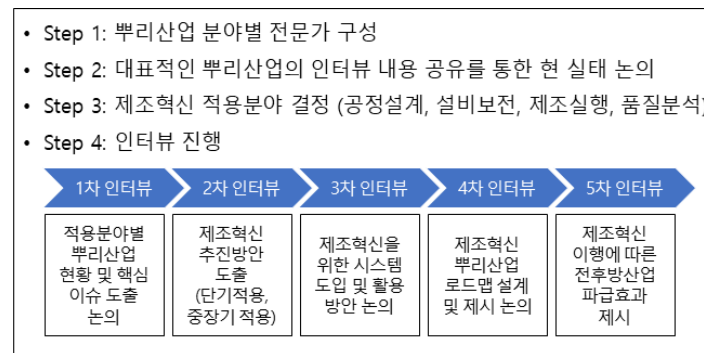 • Step 1: 뿌리산업 분야별 전문가 구성
• Step 2: 대표적인 뿌리산업의 인터뷰 내용 공유를 통한 현 실태 논의
• Step 3: 제조혁신 적용분야 결정 (공정설계, 설비보전, 제조실행, 품질분석)
• Step 4: 인터뷰 진행
1차 인터뷰
2차 인터뷰
3차 인터뷰
4차 인터뷰
5차 인터뷰
적용분야별
뿌리산업
현황 및 핵심
이슈 도출
논의
제조혁신
추진방안
도출
(단기적용,
중장기 적용)
제조혁신을
위한 시스템
도입 및 활용
방안 논의
제조혁신
뿌리산업
로드맵 설계
및 제시 논의
제조혁신
이행에 따른
전후방산업
파급효과
제시